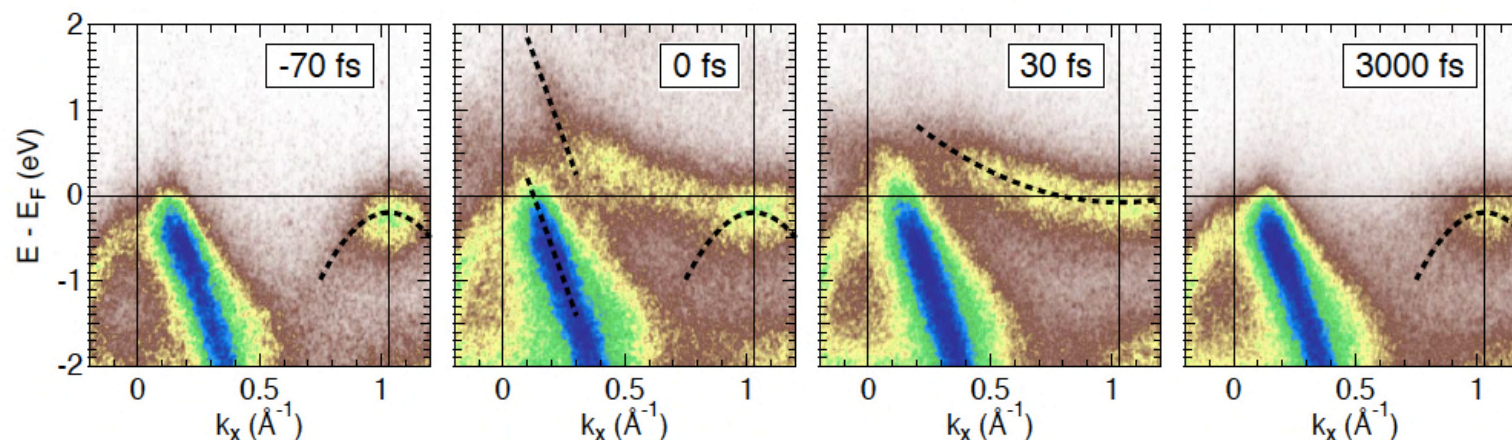 -70 fs
0 fs
30 fs
3000 fs
E - E_F (eV)
2
1
0
-1
-2
0 0.5 1
0 0.5 1
0 0.5 1
0 0.5 1
k_x (Å⁻¹)
k_x (Å⁻¹)
k_x (Å⁻¹)
k_x (Å⁻¹)